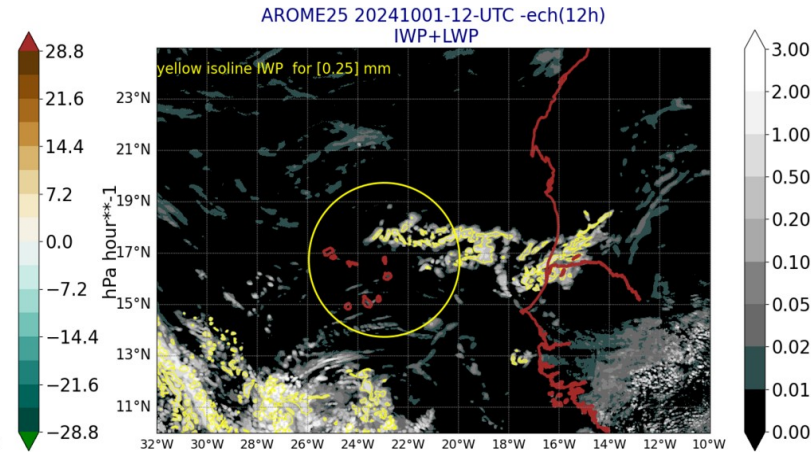 AROME25 20241001-12-UTC -ech(12h)
IWP+LWP
yellow isoline IWP for [0.25] mm
28.8
21.6
14.4
7.2
0.0
−7.2
−14.4
−21.6
−28.8
hPa hour**-1
23°N
21°N
19°N
17°N
15°N
13°N
11°N
32°W 30°W 28°W 26°W 24°W 22°W 20°W 18°W 16°W 14°W 12°W 10°W
3.00
2.00
1.00
0.50
0.20
0.10
0.05
0.02
0.01
0.00